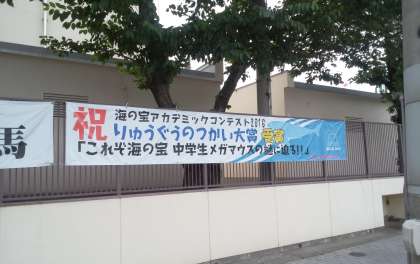 馬
祝
海の宝アカデミックコンテスト2018
りゅうぐうのつかい大賞 受賞
「これぞ海の宝 中学生メガマウスの謎に迫る!!」